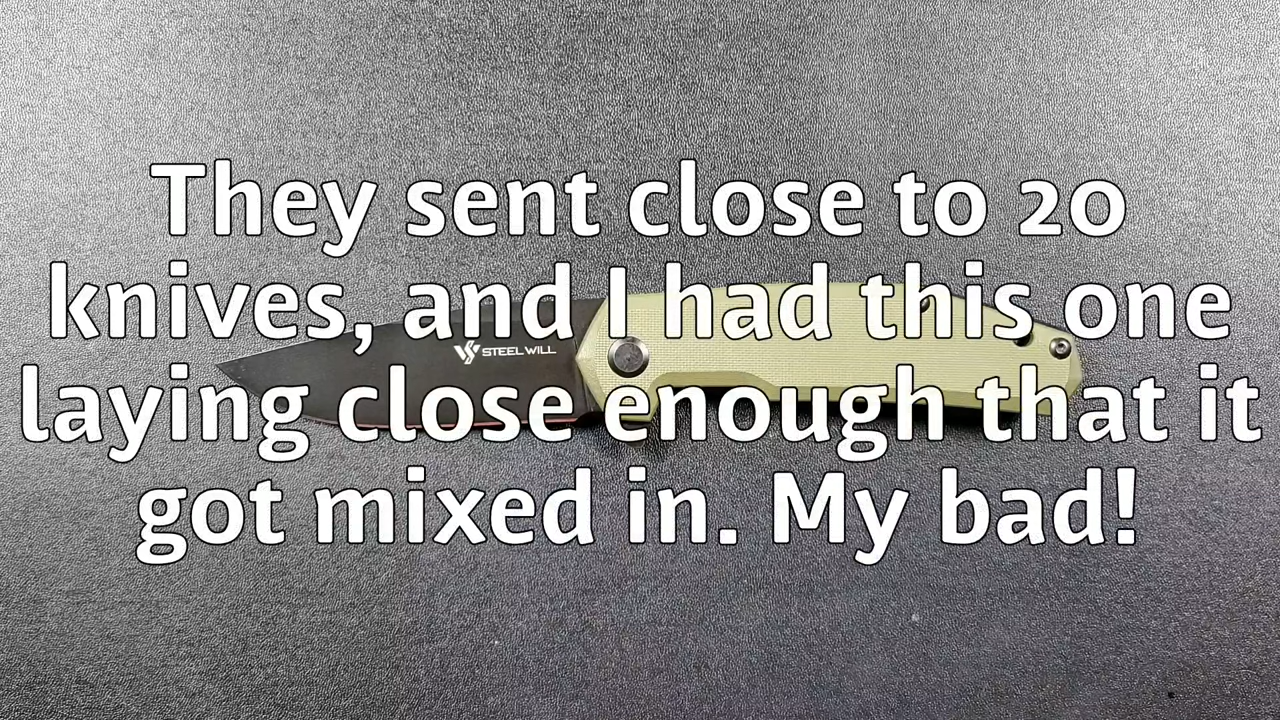 They sent close to 20
knives, and I had this one
STEEL WILL
laying close enough that it
got mixed in. My bad!